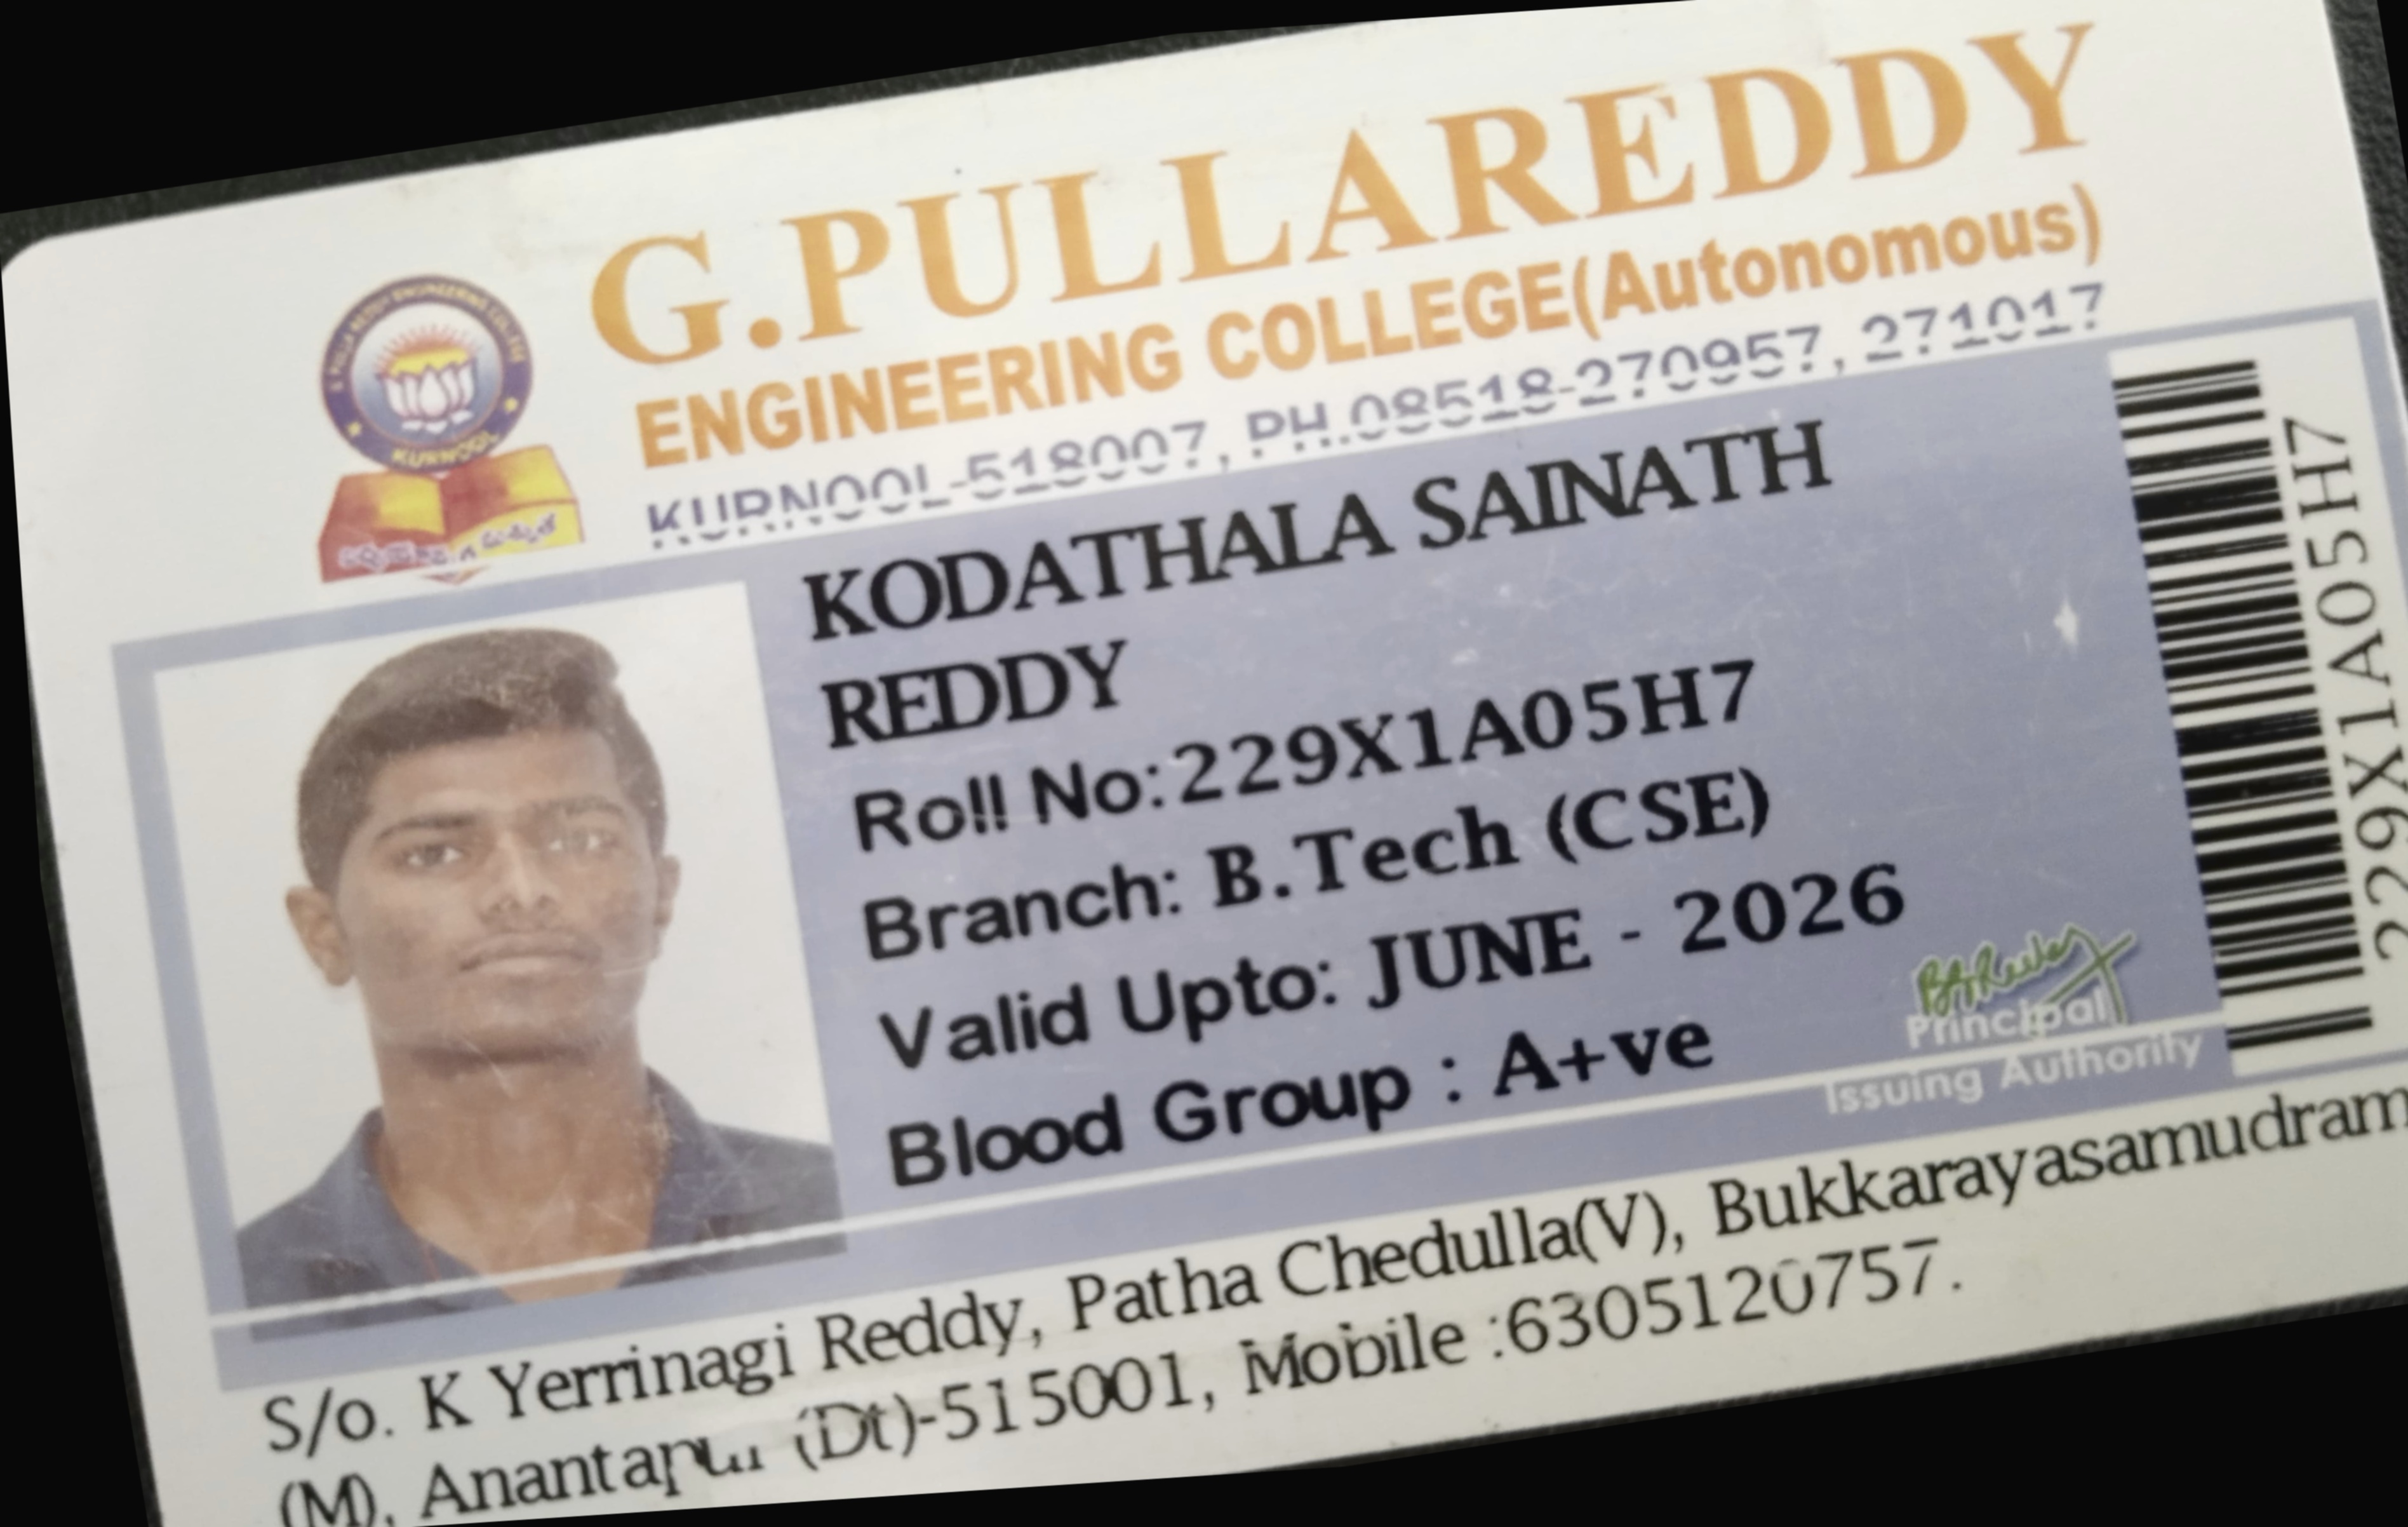 G.PULLAREDDY
ENGINEERING COLLEGE(Autonomous)
KURNOOL-518007, PH.08518-270957, 271017
KURNOOL
KODATHALA SAINATH
REDDY
Roll No:229X1A05H7
Branch: B.Tech (CSE)
Valid Upto: JUNE - 2026
Blood Group : A+ve
Principal
Issuing Authority
229X1A05H7
S/o. K Yerrinagi Reddy, Patha Chedulla(V), Bukkarayasamudram
(M), Anantapur (Dt)-515001, Mobile :6305120757.